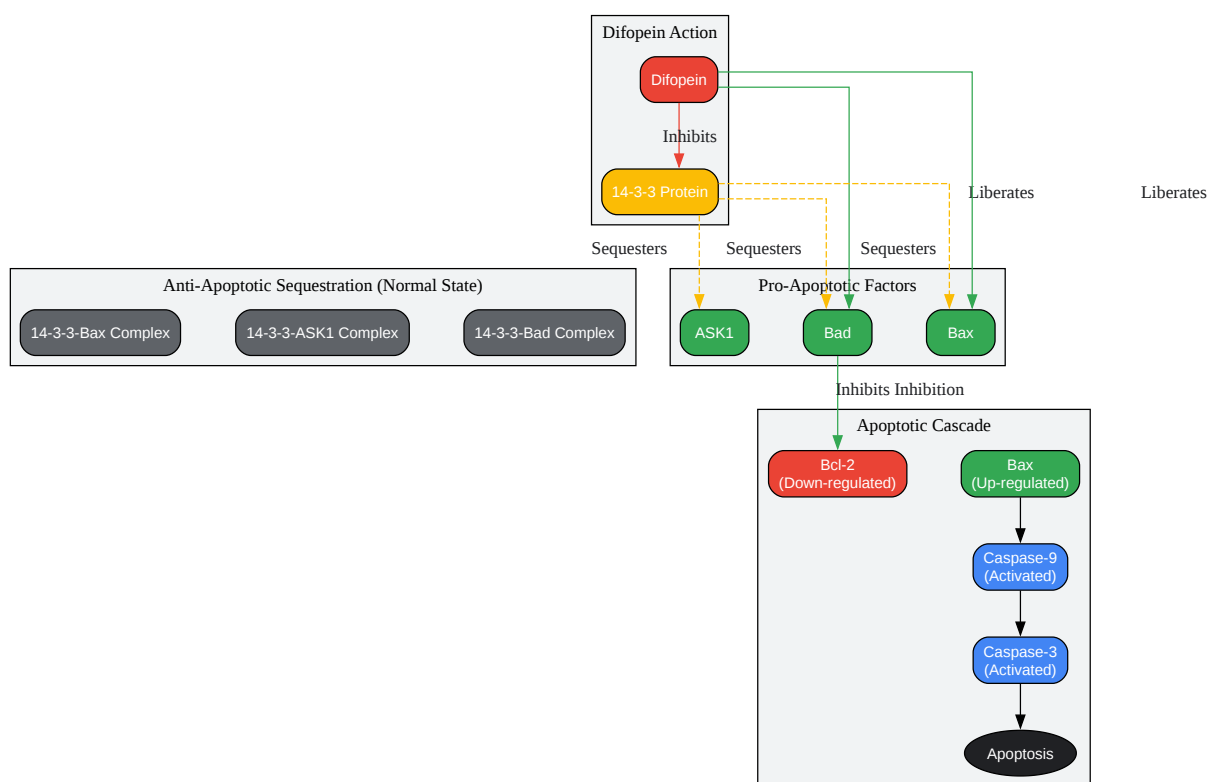 Difopein Action
Difopein
Inhibits
14-3-3 Protein
Liberates
Liberates
Sequesters
Sequesters
Sequesters
Anti-Apoptotic Sequestration (Normal State)
14-3-3-Bax Complex
14-3-3-ASK1 Complex
14-3-3-Bad Complex
Pro-Apoptotic Factors
ASK1
Bad
Bax
Inhibits Inhibition
Apoptotic Cascade
Bcl-2
(Down-regulated)
Bax
(Up-regulated)
Caspase-9
(Activated)
Caspase-3
(Activated)
Apoptosis